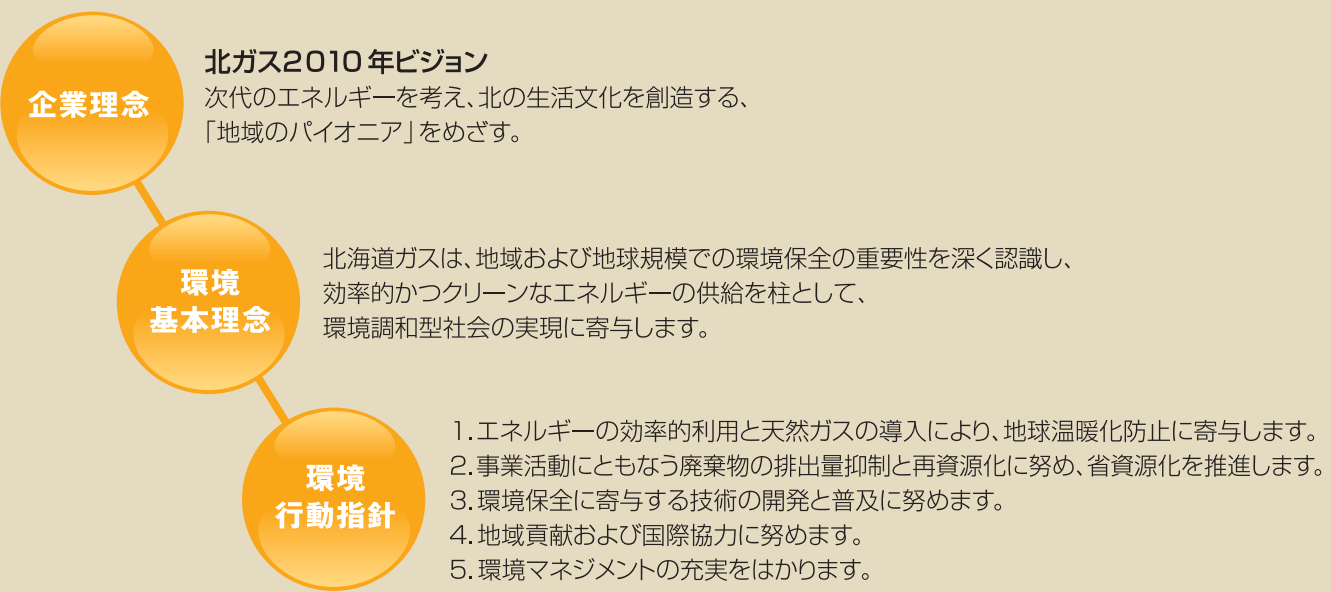 企業理念
北ガス2010年ビジョン
次代のエネルギーを考え、北の生活文化を創造する、
「地域のパイオニア」をめざす。
環境
基本理念
北海道ガスは、地域および地球規模での環境保全の重要性を深く認識し、
効率的かつクリーンなエネルギーの供給を柱として、
環境調和型社会の実現に寄与します。
環境
行動指針
1.エネルギーの効率的利用と天然ガスの導入により、地球温暖化防止に寄与します。
2.事業活動にともなう廃棄物の排出量抑制と再資源化に努め、省資源化を推進します。
3.環境保全に寄与する技術の開発と普及に努めます。
4.地域貢献および国際協力に努めます。
5.環境マネジメントの充実をはかります。